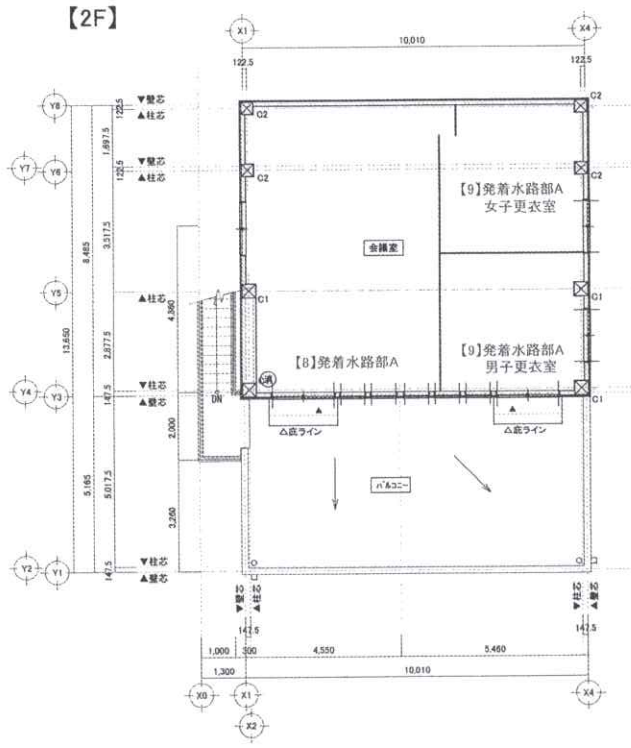 【2F】
X1
X4
10,010
122.5
122.5
Y8
▼壁芯
▲柱芯
122.5
C2
C2
1,697.5
Y7
Y6
▼壁芯
▲柱芯
122.5
C2
C2
【9】発着水路部A
女子更衣室
3,517.5
8,485
会議室
Y5
▲柱芯
C1
C1
13,650
2,877.5
【8】発着水路部A
【9】発着水路部A
男子更衣室
消
Y4
Y3
▼柱芯
▲壁芯
147.5
DN
C1
▲
▲
△庇ライン
△庇ライン
2,000
5,165
5,017.5
バルコニー
3,260
Y2
Y1
▼柱芯
▲壁芯
147.5
▼壁芯
▲柱芯
▼柱芯
▲壁芯
147.5
147.5
1,000
300
4,550
5,460
1,300
10,010
X0
X1
X4
X2